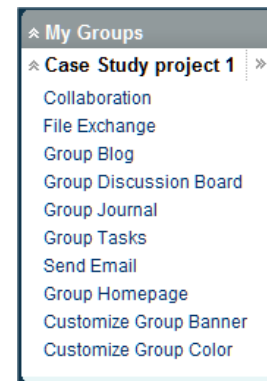 My Groups
Case Study project 1
Collaboration
File Exchange
Group Blog
Group Discussion Board
Group Journal
Group Tasks
Send Email
Group Homepage
Customize Group Banner
Customize Group Color